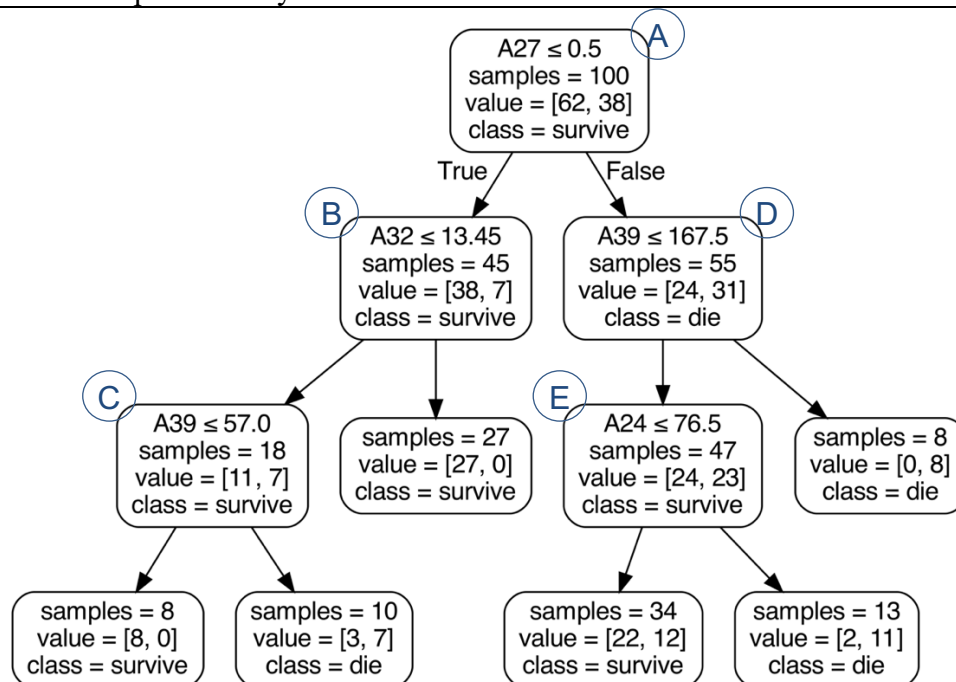 A
A27 ≤ 0.5
samples = 100
value = [62, 38]
class = survive
True
False
B
A32 ≤ 13.45
samples = 45
value = [38, 7]
class = survive
D
A39 ≤ 167.5
samples = 55
value = [24, 31]
class = die
C
A39 ≤ 57.0
samples = 18
value = [11, 7]
class = survive
samples = 27
value = [27, 0]
class = survive
E
A24 ≤ 76.5
samples = 47
value = [24, 23]
class = survive
samples = 8
value = [0, 8]
class = die
samples = 8
value = [8, 0]
class = survive
samples = 10
value = [3, 7]
class = die
samples = 34
value = [22, 12]
class = survive
samples = 13
value = [2, 11]
class = die